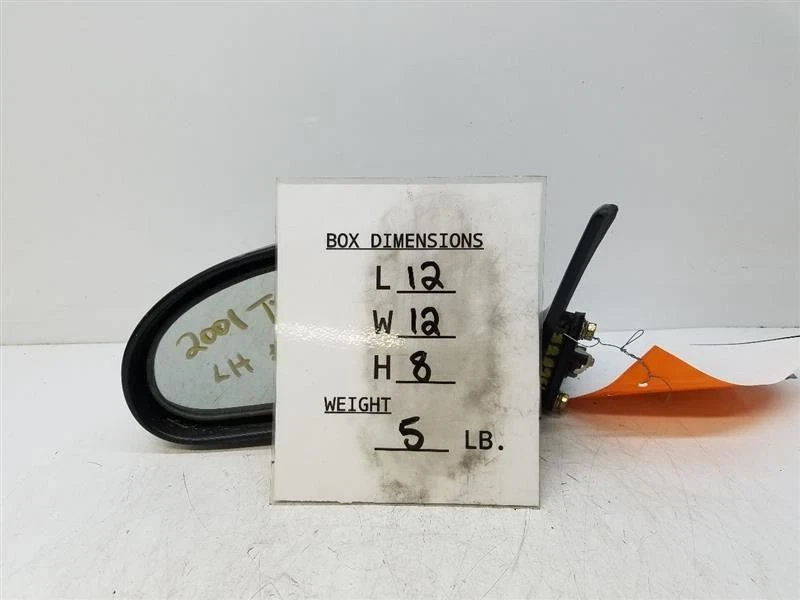 BOX DIMENSIONS
L 12
W 12
H 8
WEIGHT
5 LB.
2001
LH